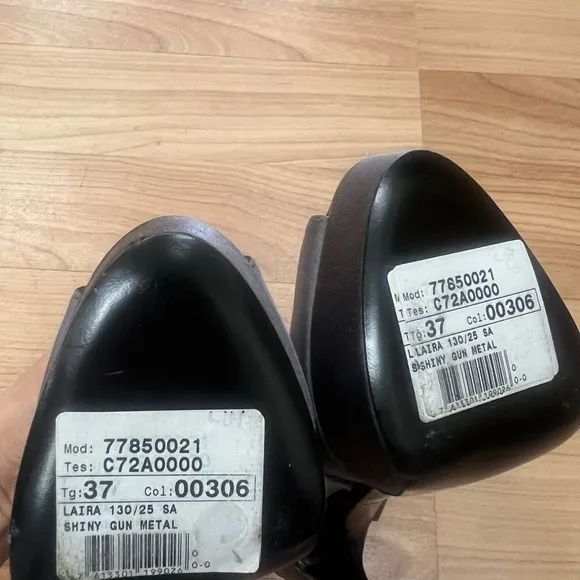 Mod: 77850021
Tes: C72A0000
Tg: 37 Col: 00306
LAIRA 130/25 SA
SHINY GUN METAL
Mod: 77850021
Tes: C72A0000
Tg: 37 Col: 00306
LAIRA 130/25 SA
SHINY GUN METAL